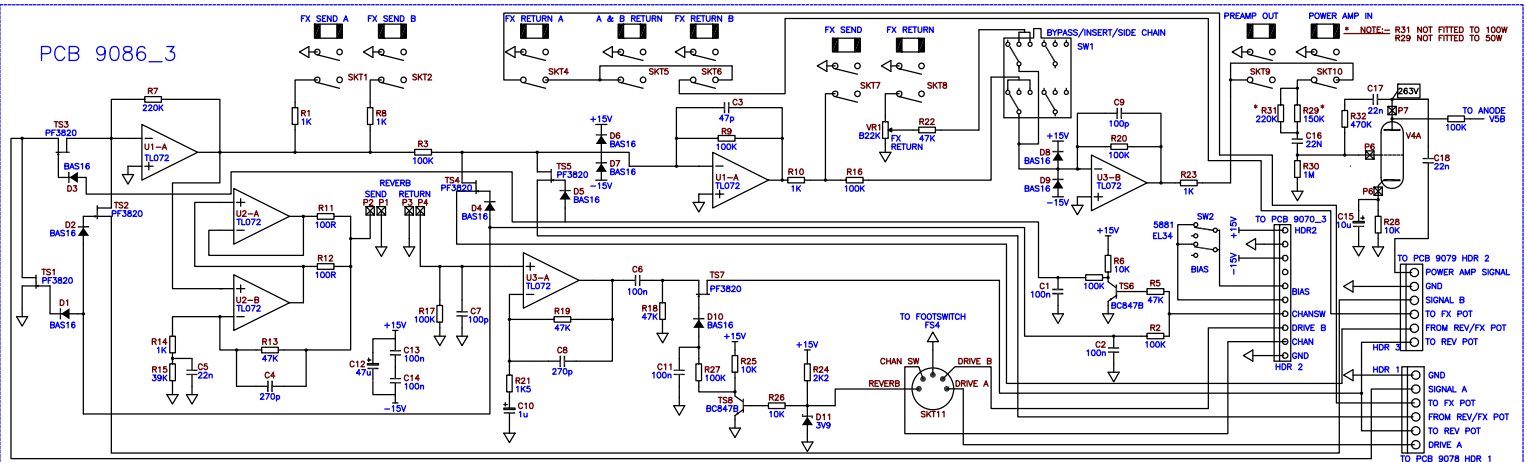 PCB 9086_3
FX SEND A
FX SEND B
FX RETURN A
A & B RETURN
FX RETURN B
FX SEND
FX RETURN
BYPASS/INSERT/SIDE CHAIN
SW1
PREAMP OUT
POWER AMP IN
* NOTE:- R31 NOT FITTED TO 100W
R29 NOT FITTED TO 50W
SKT1
SKT2
SKT4
SKT5
SKT6
SKT7
SKT8
SKT9
SKT10
R7
220K
TS3
PF3820
U1-A
TL072
BAS16
D3
R1
1K
R8
1K
R3
100K
+15V
D6
BAS16
D7
BAS16
-15V
C3
47p
R9
100K
U1-A
TL072
R10
1K
R16
100K
VR1
B22K
FX
RETURN
R22
47K
D8
BAS16
D9
BAS16
+15V
-15V
C9
100p
R20
100K
U3-B
TL072
R23
1K
* R31
220K
R29*
150K
C16
22N
R30
1M
R32
470K
C17
22n
263V
P7
V4A
P6
P6
C15
10u
R28
10K
C18
22n
TO ANODE
V5B
100K
TS2
PF3820
D2
BAS16
TS1
PF3820
D1
BAS16
U2-A
TL072
R11
100R
R12
100R
U2-B
TL072
R14
1K
R15
39K
C5
22n
R13
47K
C4
270p
REVERB
SEND
RETURN
P2
P1
P3
P4
TS4
PF3820
D4
BAS16
TS5
PF3820
D5
BAS16
R17
100K
C7
100p
+15V
C12
47u
C13
100n
C14
100n
-15V
U3-A
TL072
R19
47K
C8
270p
R21
1K5
C10
1u
C6
100n
R18
47K
TS7
PF3820
D10
BAS16
C11
100n
R27
100K
+15V
R25
10K
TS8
BC847B
R26
10K
+15V
R24
2K2
D11
3V9
TO FOOTSWITCH
FS4
CHAN SW
DRIVE B
REVERB
DRIVE A
SKT11
C1
100n
100K
+15V
R6
10K
TS6
BC847B
R5
47K
C2
100n
R2
100K
SW2
5881
EL34
BIAS
TO PCB 9070_3
HDR2
+15V
-15V
BIAS
CHANSW
DRIVE B
CHAN
GND
HDR 2
TO PCB 9079 HDR 2
POWER AMP SIGNAL
GND
SIGNAL B
TO FX POT
FROM REV/FX POT
TO REV POT
HDR 3
HDR 1
GND
SIGNAL A
TO FX POT
FROM REV/FX POT
TO REV POT
DRIVE A
TO PCB 9078 HDR 1